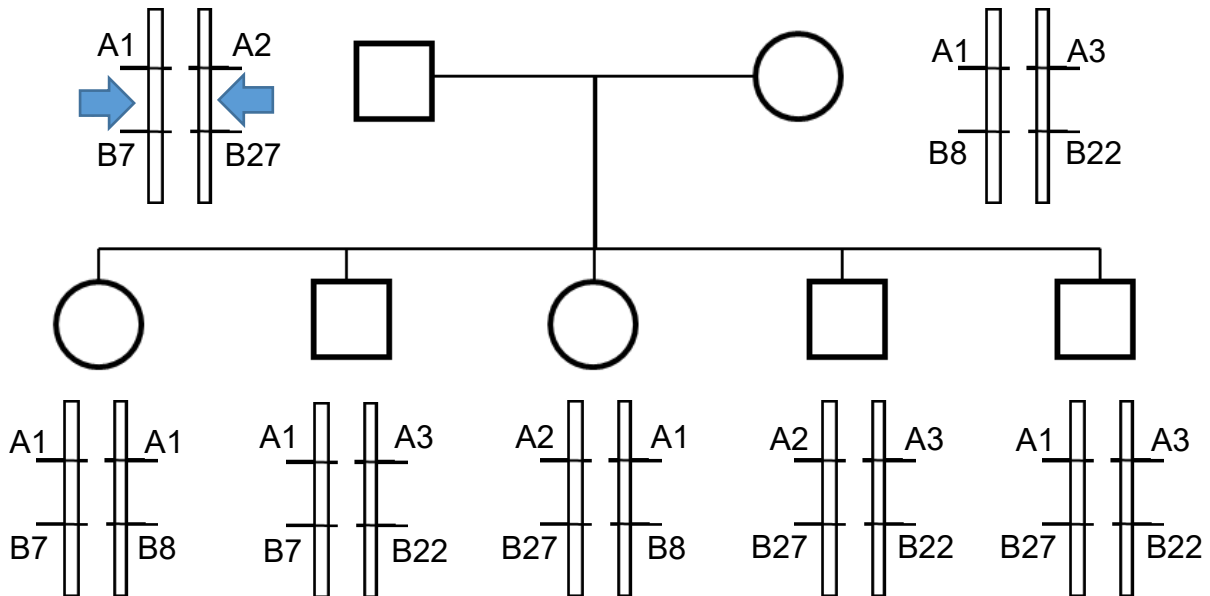 A1 A2
B7 B27
A1 A3
B8 B22
A1 A1
B7 B8
A1 A3
B7 B22
A2 A1
B27 B8
A2 A3
B27 B22
A1 A3
B27 B22